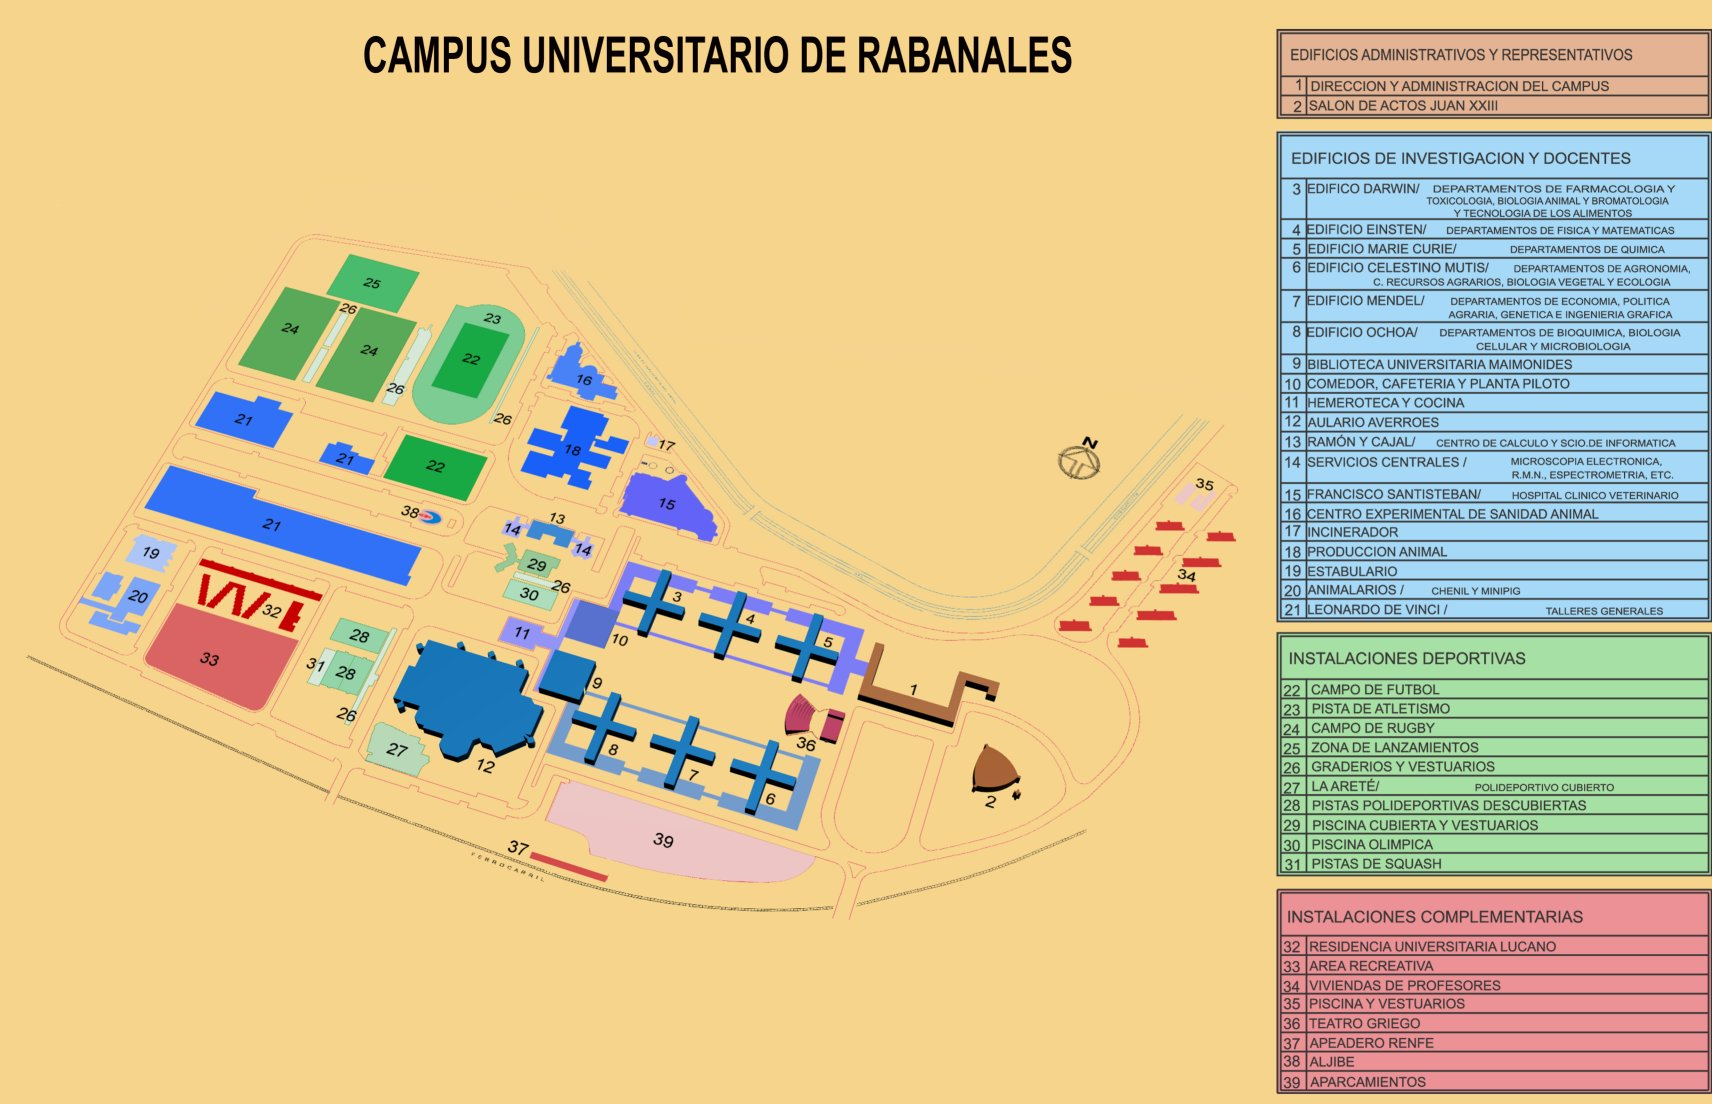 CAMPUS UNIVERSITARIO DE RABANALES
EDIFICIOS ADMINISTRATIVOS Y REPRESENTATIVOS
1 DIRECCION Y ADMINISTRACION DEL CAMPUS
2 SALON DE ACTOS JUAN XXIII
EDIFICIOS DE INVESTIGACION Y DOCENTES
3 EDIFICO DARWIN/ DEPARTAMENTOS DE FARMACOLOGIA Y
TOXICOLOGIA, BIOLOGIA ANIMAL Y BROMATOLOGIA
Y TECNOLOGIA DE LOS ALIMENTOS
4 EDIFICIO EINSTEN/ DEPARTAMENTOS DE FISICA Y MATEMATICAS
5 EDIFICIO MARIE CURIE/ DEPARTAMENTOS DE QUIMICA
6 EDIFICIO CELESTINO MUTIS/ DEPARTAMENTOS DE AGRONOMIA,
C. RECURSOS AGRARIOS, BIOLOGIA VEGETAL Y ECOLOGIA
7 EDIFICIO MENDEL/ DEPARTAMENTOS DE ECONOMIA, POLITICA
AGRARIA, GENETICA E INGENIERIA GRAFICA
8 EDIFICIO OCHOA/ DEPARTAMENTOS DE BIOQUIMICA, BIOLOGIA
CELULAR Y MICROBIOLOGIA
9 BIBLIOTECA UNIVERSITARIA MAIMONIDES
10 COMEDOR, CAFETERIA Y PLANTA PILOTO
11 HEMEROTECA Y COCINA
12 AULARIO AVERROES
13 RAMÓN Y CAJAL/ CENTRO DE CALCULO Y SCIO.DE INFORMATICA
14 SERVICIOS CENTRALES / MICROSCOPIA ELECTRONICA,
R.M.N., ESPECTROMETRIA, ETC.
15 FRANCISCO SANTISTEBAN/ HOSPITAL CLINICO VETERINARIO
16 CENTRO EXPERIMENTAL DE SANIDAD ANIMAL
17 INCINERADOR
18 PRODUCCION ANIMAL
19 ESTABULARIO
20 ANIMALARIOS / CHENIL Y MINIPIG
21 LEONARDO DE VINCI / TALLERES GENERALES
INSTALACIONES DEPORTIVAS
22 CAMPO DE FUTBOL
23 PISTA DE ATLETISMO
24 CAMPO DE RUGBY
25 ZONA DE LANZAMIENTOS
26 GRADERIOS Y VESTUARIOS
27 LA ARETÉ/ POLIDEPORTIVO CUBIERTO
28 PISTAS POLIDEPORTIVAS DESCUBIERTAS
29 PISCINA CUBIERTA Y VESTUARIOS
30 PISCINA OLIMPICA
31 PISTAS DE SQUASH
INSTALACIONES COMPLEMENTARIAS
32 RESIDENCIA UNIVERSITARIA LUCANO
33 AREA RECREATIVA
34 VIVIENDAS DE PROFESORES
35 PISCINA Y VESTUARIOS
36 TEATRO GRIEGO
37 APEADERO RENFE
38 ALJIBE
39 APARCAMIENTOS
25
26
24
23
24
22
26
16
26
21
18
17
N
21
22
35
15
38
13
21
14
14
19
29
34
26
20
30
3
32
4
11
28
10
5
33
31
28
9
1
26
36
27
8
12
7
6
2
39
37
FERROCARRIL